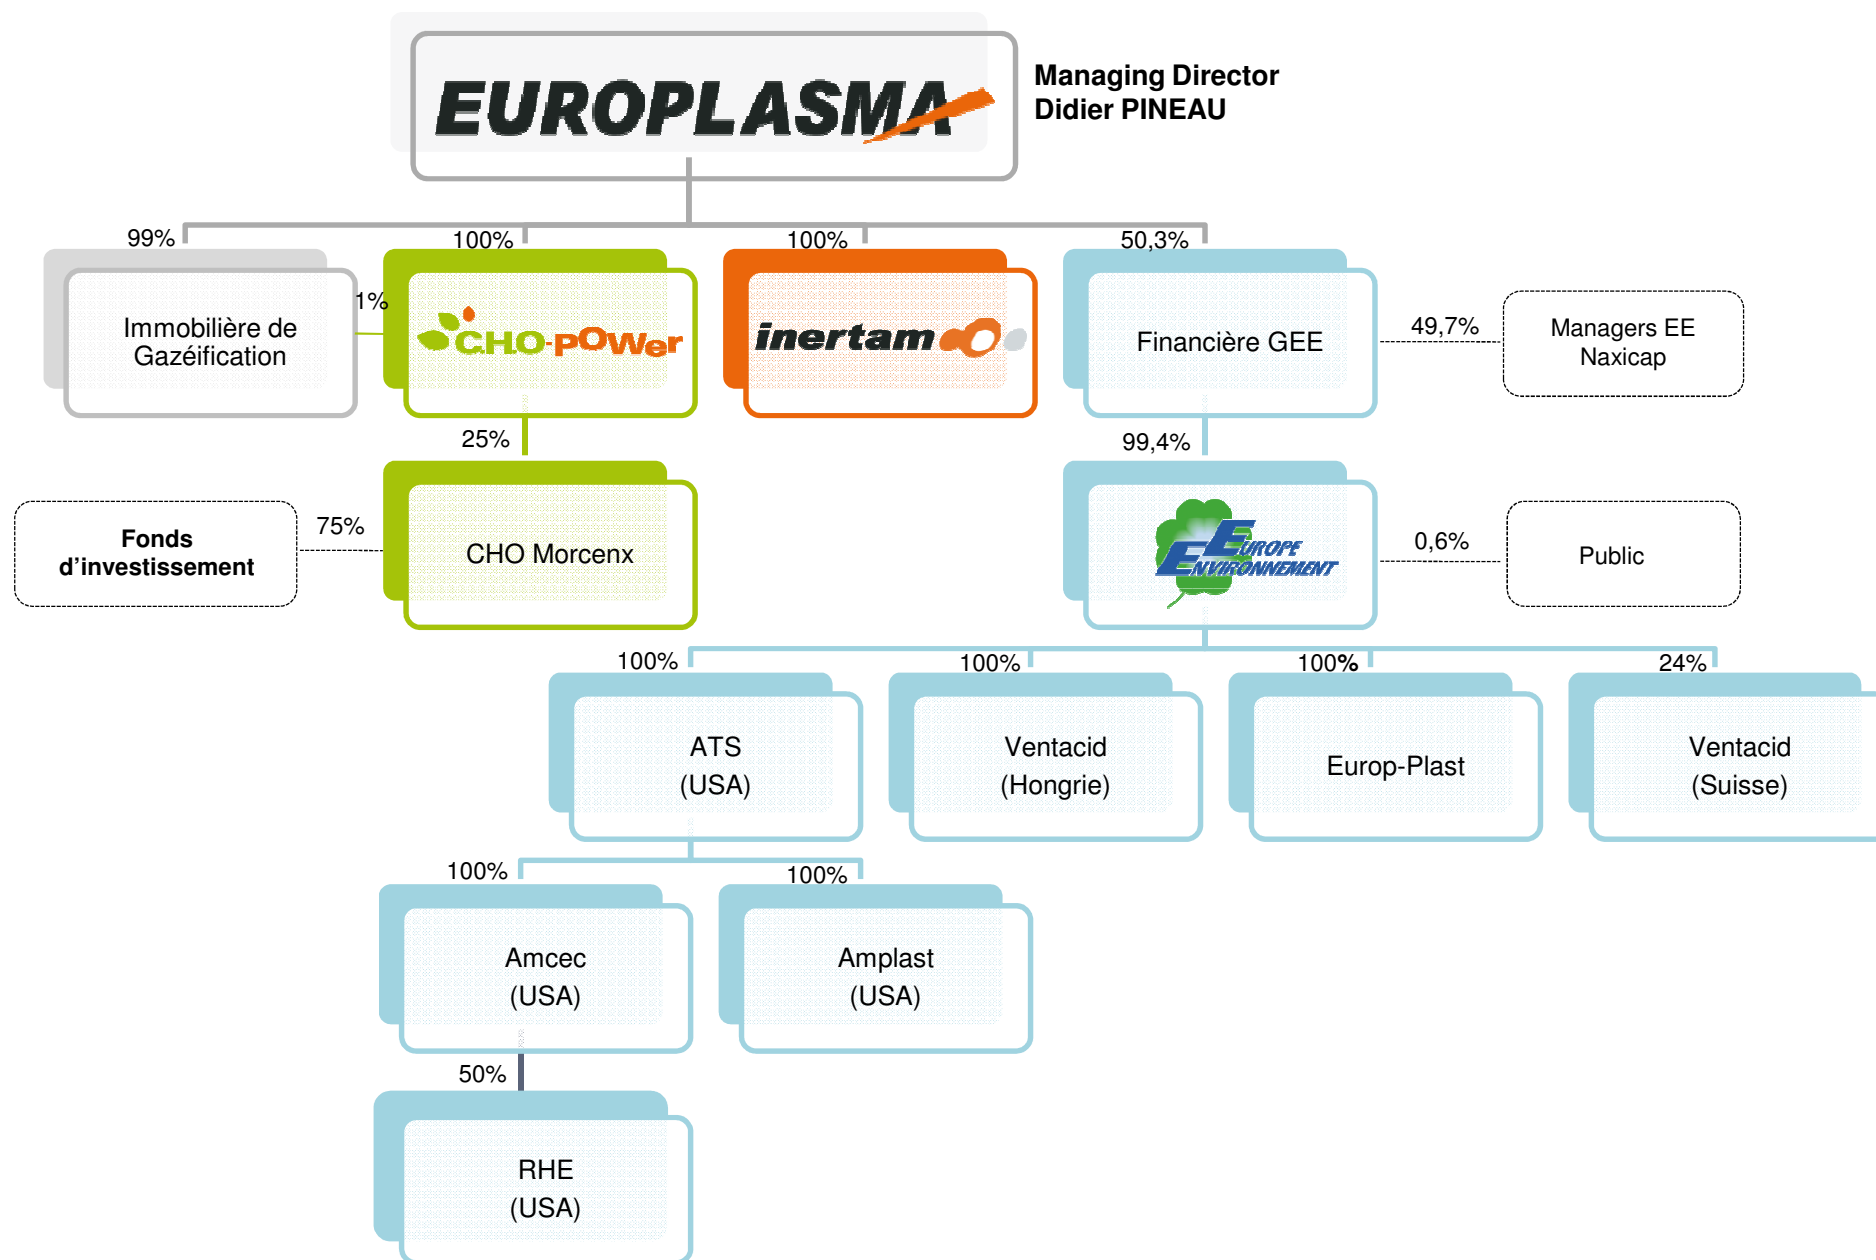 EUROPLASMA
Managing Director
Didier PINEAU
99%
100%
100%
50,3%
Immobilière de
Gazéification
1%
C.H.O-POWer
inertam
Financière GEE
49,7%
Managers EE
Naxicap
25%
99,4%
Fonds
d’investissement
75%
CHO Morcenx
EUROPE
ENVIRONNEMENT
0,6%
Public
100%
100%
100%
24%
ATS
(USA)
Ventacid
(Hongrie)
Europ-Plast
Ventacid
(Suisse)
100%
100%
Amcec
(USA)
Amplast
(USA)
50%
RHE
(USA)